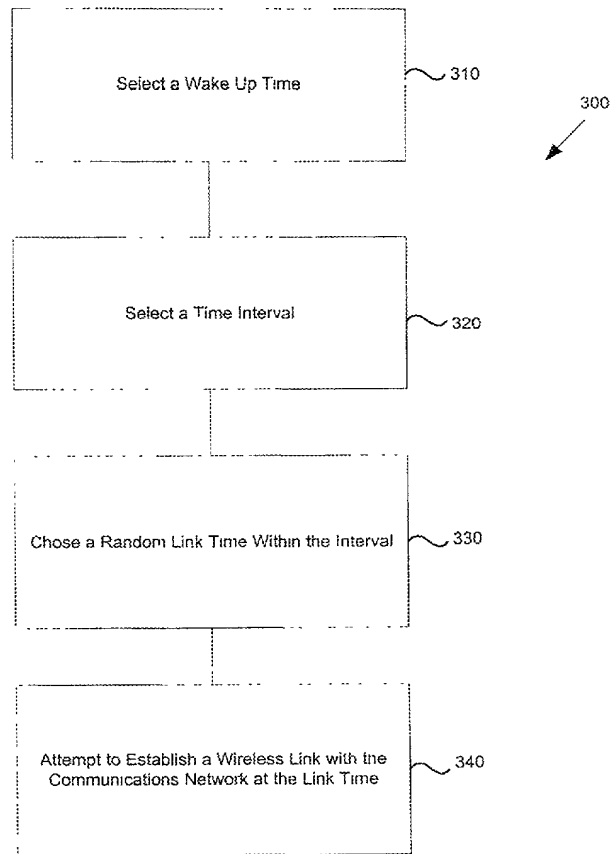 Select a Wake Up Time
310
300
Select a Time Interval
320
Chose a Random Link Time Within the Interval
330
Attempt to Establish a Wireless Link with the
Communications Network at the Link Time
340